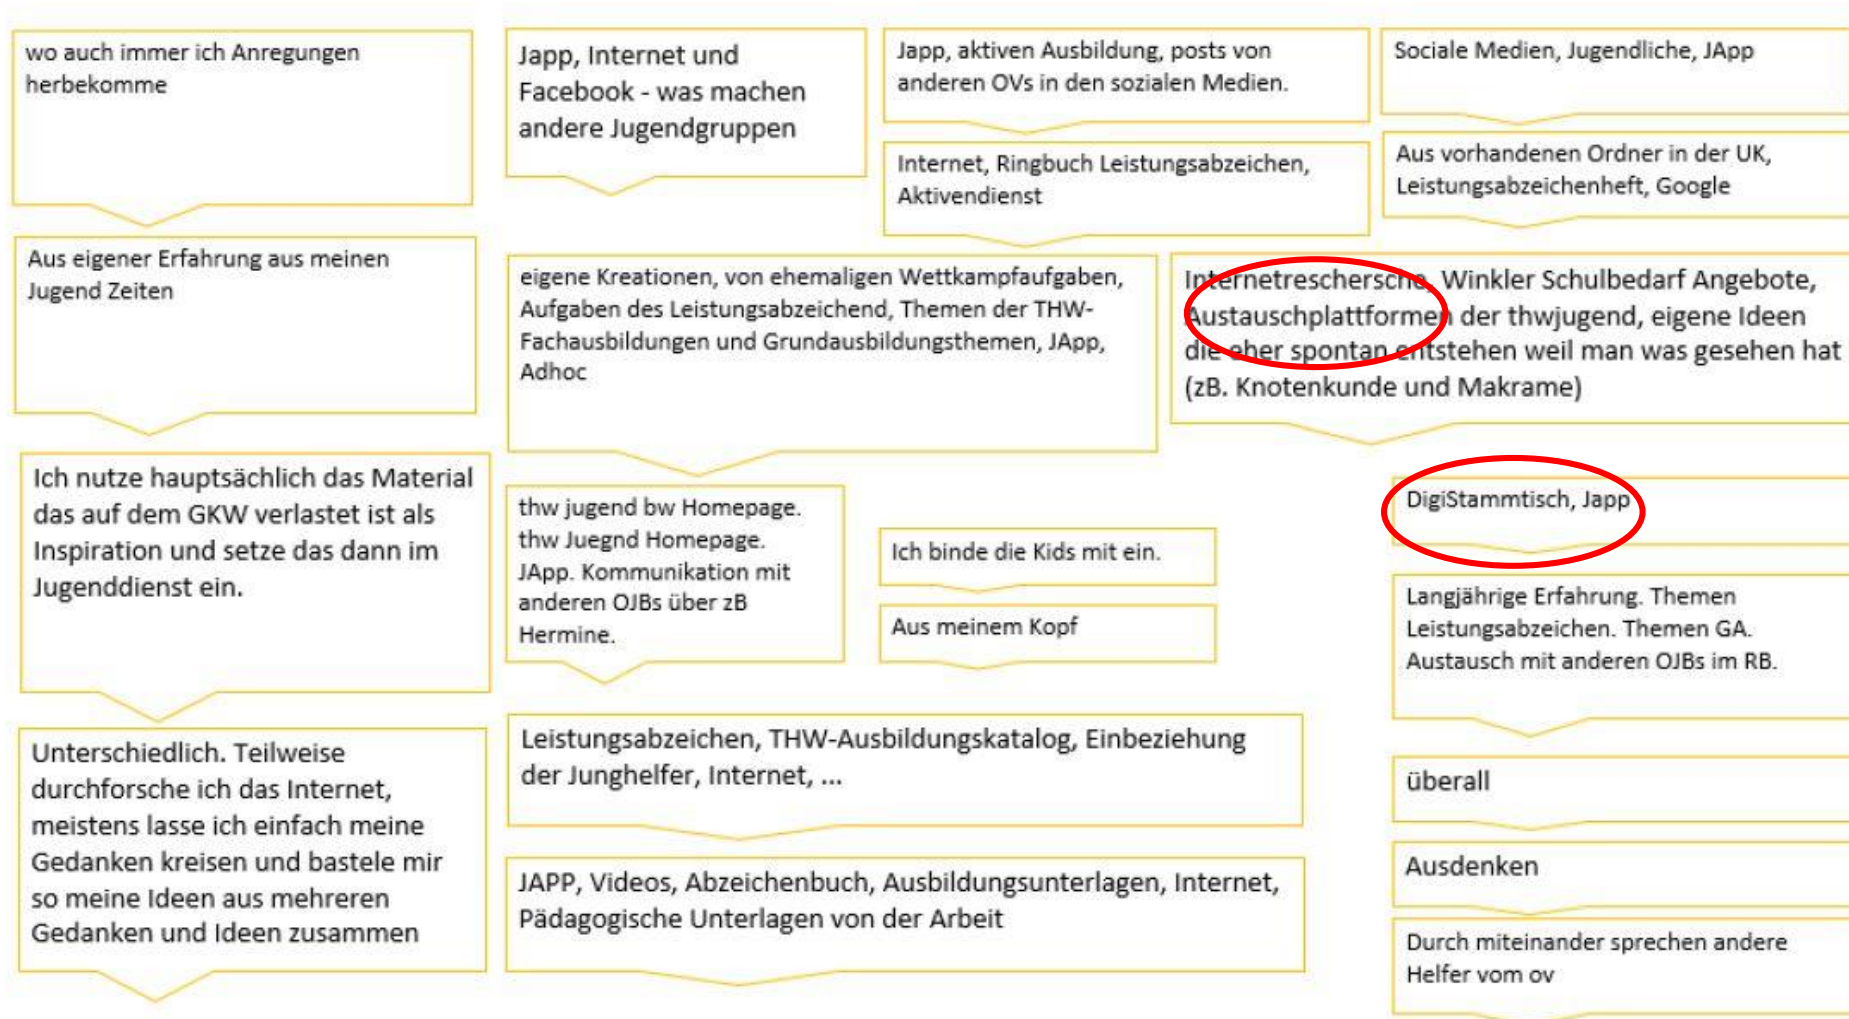 wo auch immer ich Anregungen
herbekomme
Aus eigener Erfahrung aus meinen
Jugend Zeiten
Ich nutze hauptsächlich das Material
das auf dem GKW verlastet ist als
Inspiration und setze das dann im
Jugenddienst ein.
Unterschiedlich. Teilweise
durchforsche ich das Internet,
meistens lasse ich einfach meine
Gedanken kreisen und bastele mir
so meine Ideen aus mehreren
Gedanken und Ideen zusammen
Japp, Internet und
Facebook - was machen
andere Jugendgruppen
Japp, aktiven Ausbildung, posts von
anderen OVs in den sozialen Medien.
Internet, Ringbuch Leistungsabzeichen,
Aktivendienst
Sociale Medien, Jugendliche, JApp
Aus vorhandenen Ordner in der UK,
Leistungsabzeichenheft, Google
eigene Kreationen, von ehemaligen Wettkampfaufgaben,
Aufgaben des Leistungsabzeichend, Themen der THW-
Fachausbildungen und Grundausbildungsthemen, JApp,
Adhoc
Internetreschersche, Winkler Schulbedarf Angebote,
Austauschplattformen der thwjugend, eigene Ideen
die eher spontan entstehen weil man was gesehen hat
(zB. Knotenkunde und Makrame)
thw jugend bw Homepage.
thw Juegnd Homepage.
JApp. Kommunikation mit
anderen OJBs über zB
Hermine.
Ich binde die Kids mit ein.
Aus meinem Kopf
DigiStammtisch, Japp
Langjährige Erfahrung. Themen
Leistungsabzeichen. Themen GA.
Austausch mit anderen OJBs im RB.
Leistungsabzeichen, THW-Ausbildungskatalog, Einbeziehung
der Junghelfer, Internet, ...
JAPP, Videos, Abzeichenbuch, Ausbildungsunterlagen, Internet,
Pädagogische Unterlagen von der Arbeit
überall
Ausdenken
Durch miteinander sprechen andere
Helfer vom ov